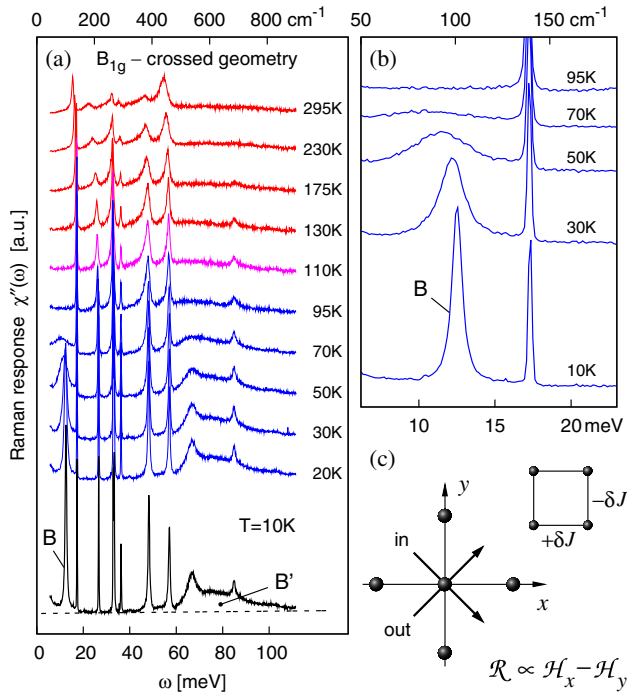 0 200 400 600 800 cm⁻¹
(a) B₁g – crossed geometry
295K
230K
175K
130K
110K
95K
70K
50K
30K
20K
T=10K
B
B'
Raman response χ''(ω) [a.u.]
0 20 40 60 80 100
ω [meV]
50 100 150 cm⁻¹
(b)
95K
70K
50K
30K
B
10K
10 15 20 meV
(c)
y
in
−δJ
+δJ
x
out
ℛ ∝ ℋₓ − ℋᵧ